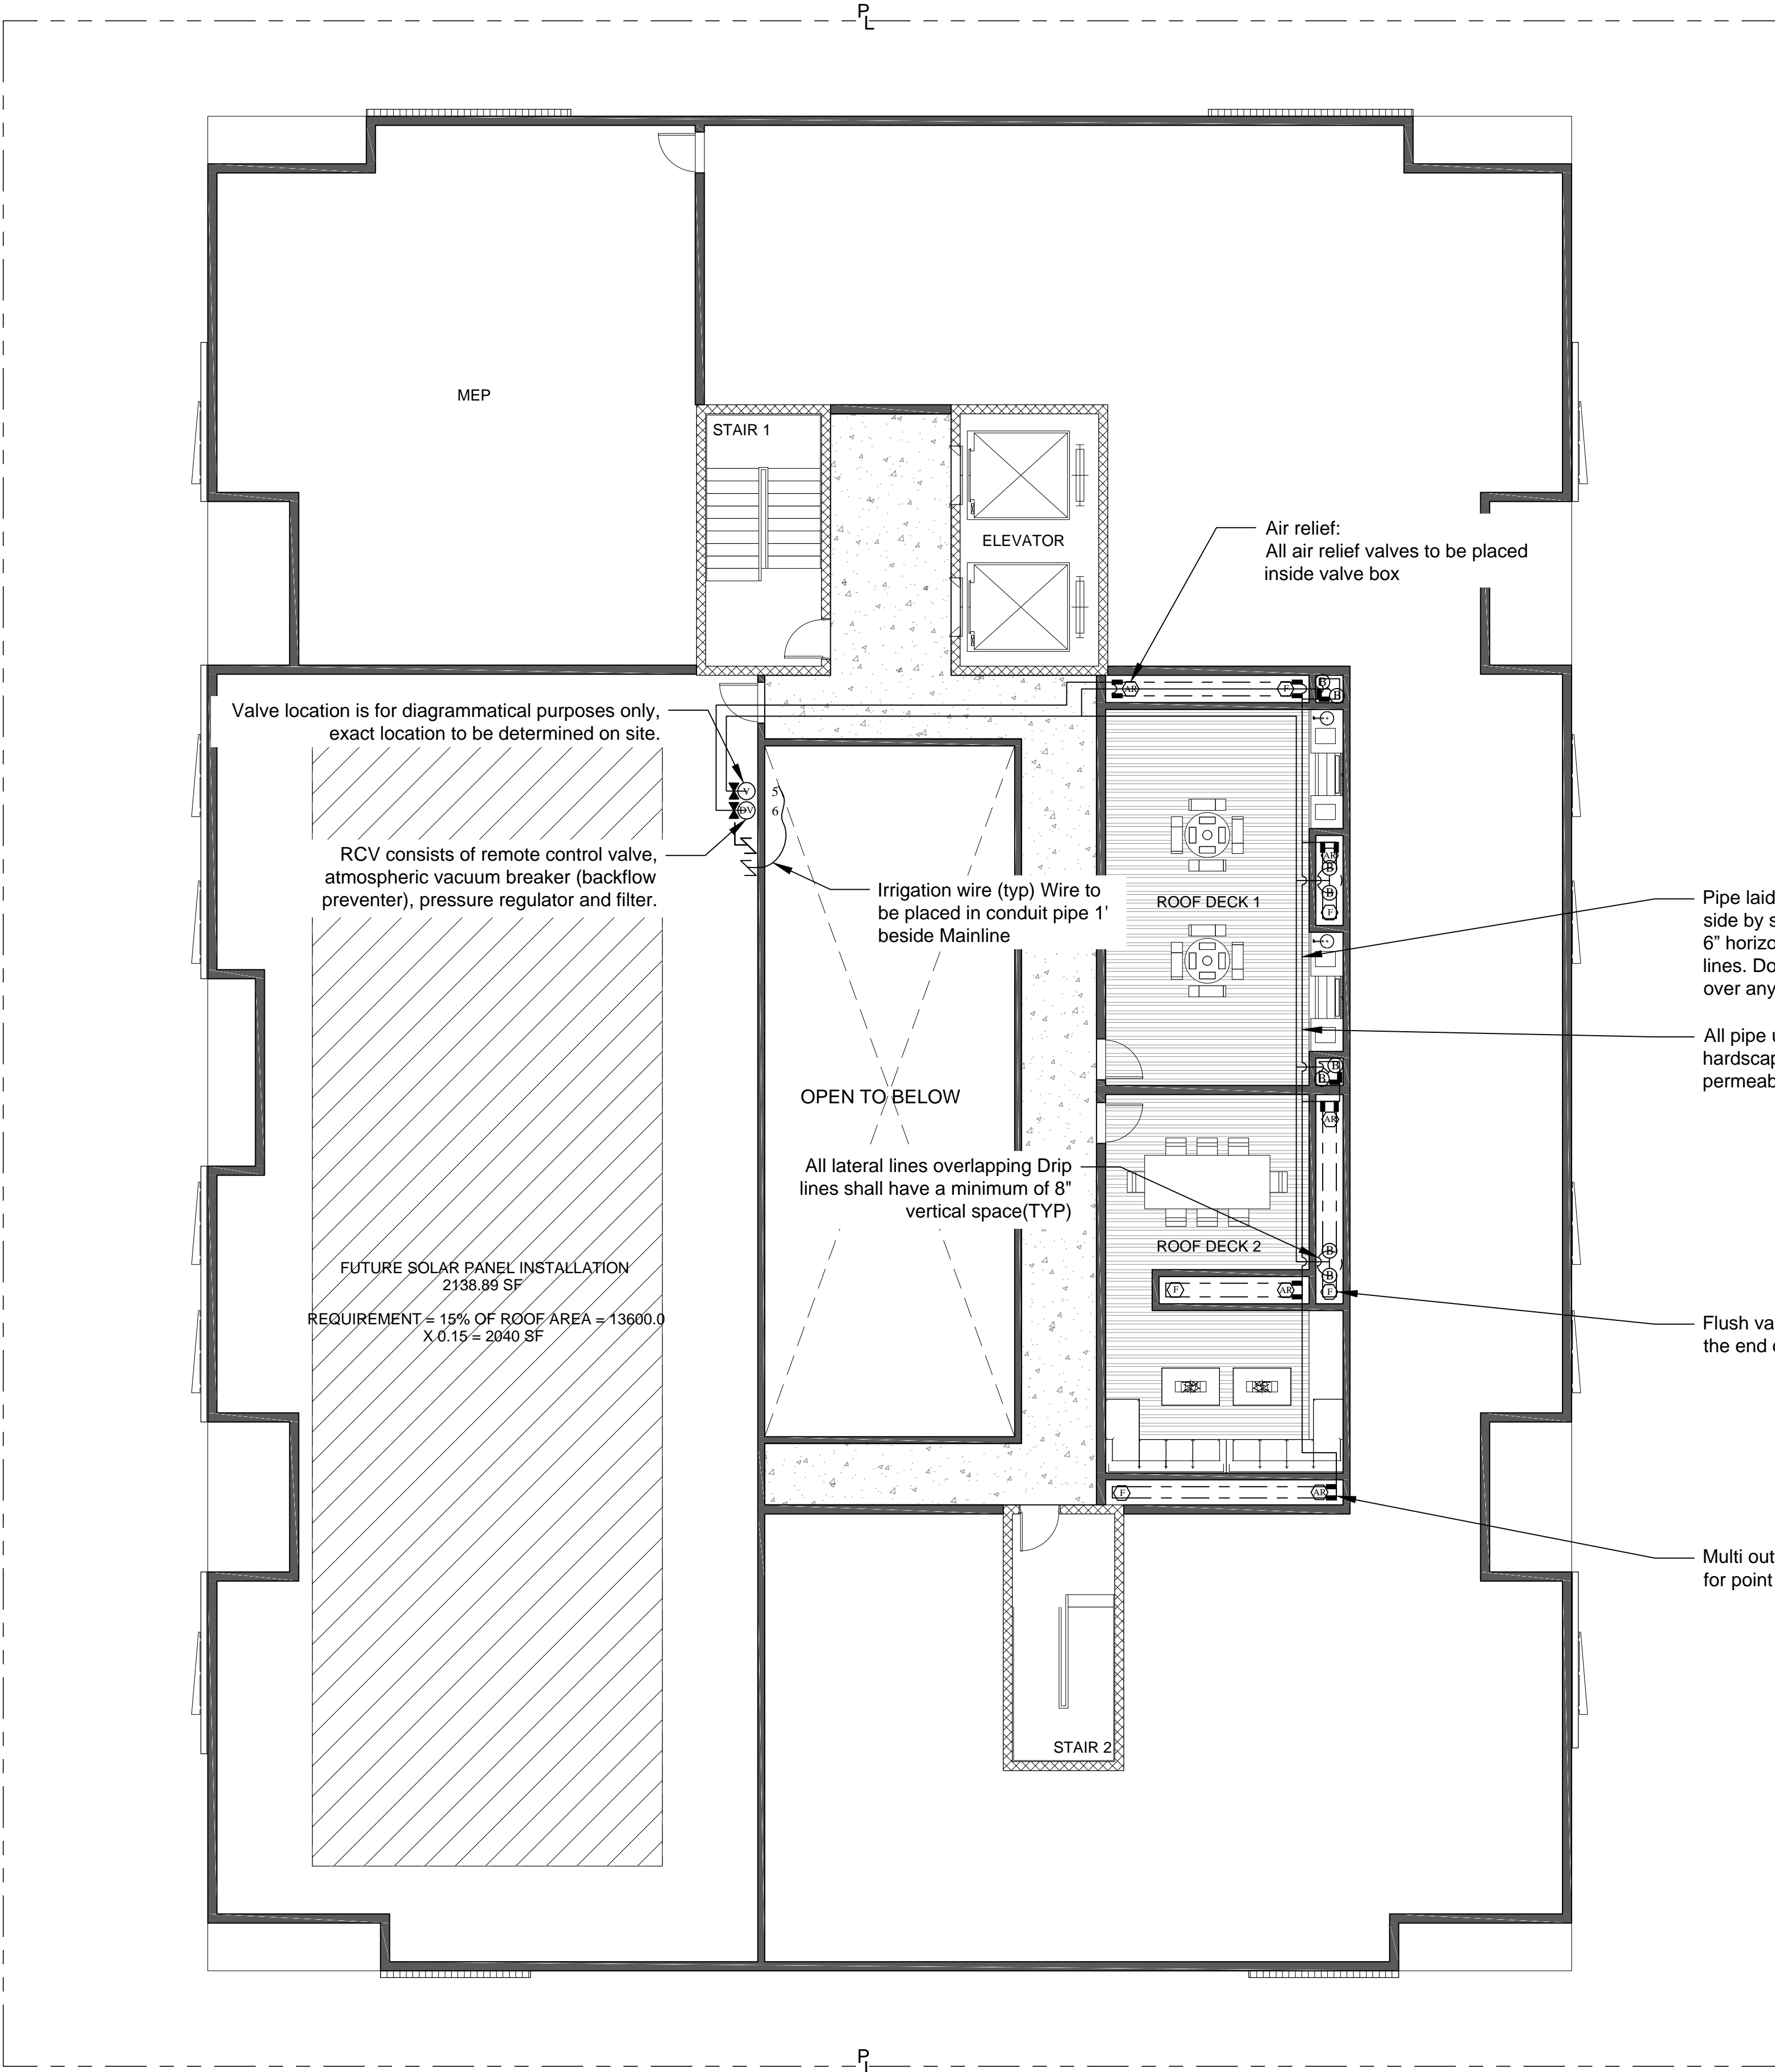 PL
MEP
STAIR 1
ELEVATOR
Air relief:
All air relief valves to be placed
inside valve box
AR
F
B
B
Valve location is for diagrammatical purposes only,
exact location to be determined on site.
V
5
DV
6
RCV consists of remote control valve,
atmospheric vacuum breaker (backflow
preventer), pressure regulator and filter.
Irrigation wire (typ) Wire to
be placed in conduit pipe 1'
beside Mainline
ROOF DECK 1
AR
B
B
F
Pipe laid
side by s
6” horizo
lines. Do
over any
All pipe u
hardscap
permeab
B
B
OPEN TO BELOW
AR
All lateral lines overlapping Drip
lines shall have a minimum of 8"
vertical space(TYP)
ROOF DECK 2
B
B
F
F
AR
FUTURE SOLAR PANEL INSTALLATION
2138.89 SF
REQUIREMENT = 15% OF ROOF AREA = 13600.0
X 0.15 = 2040 SF
Flush va
the end
F
AR
Multi out
for point
STAIR 2
PL